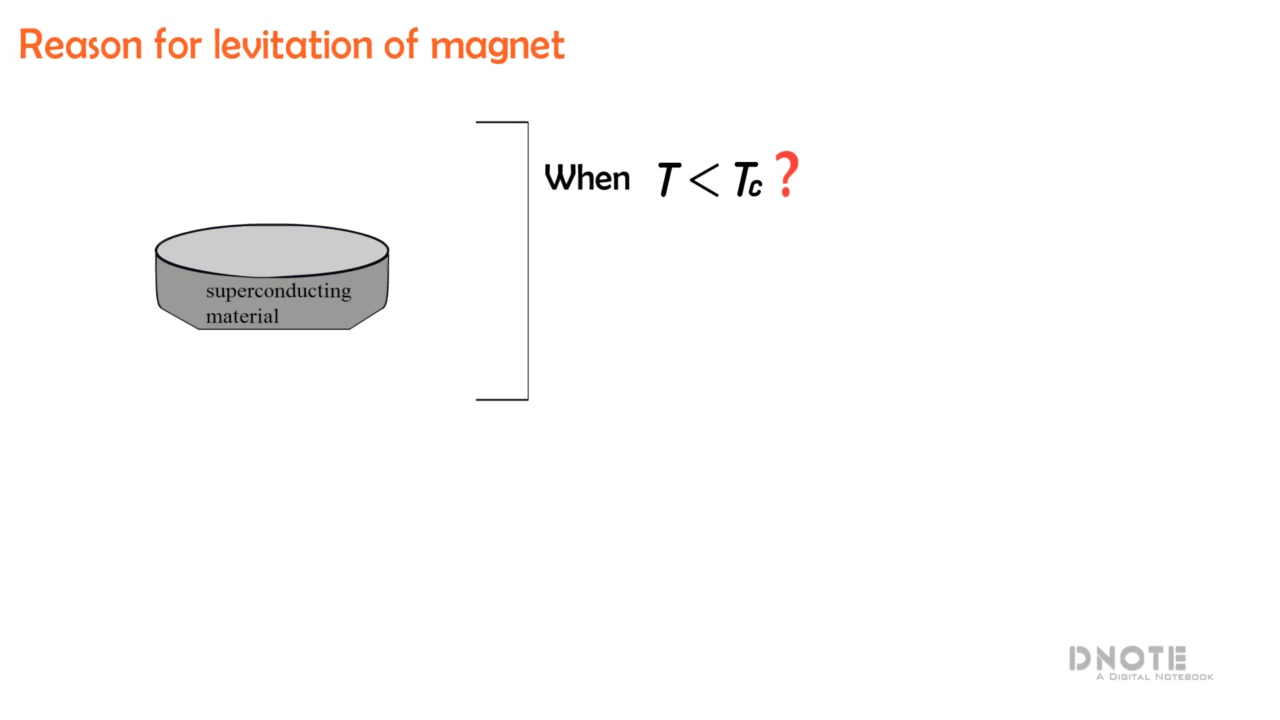 Reason for levitation of magnet
When T < Tc ?
superconducting
material
DNOTE
A DIGITAL NOTEBOOK